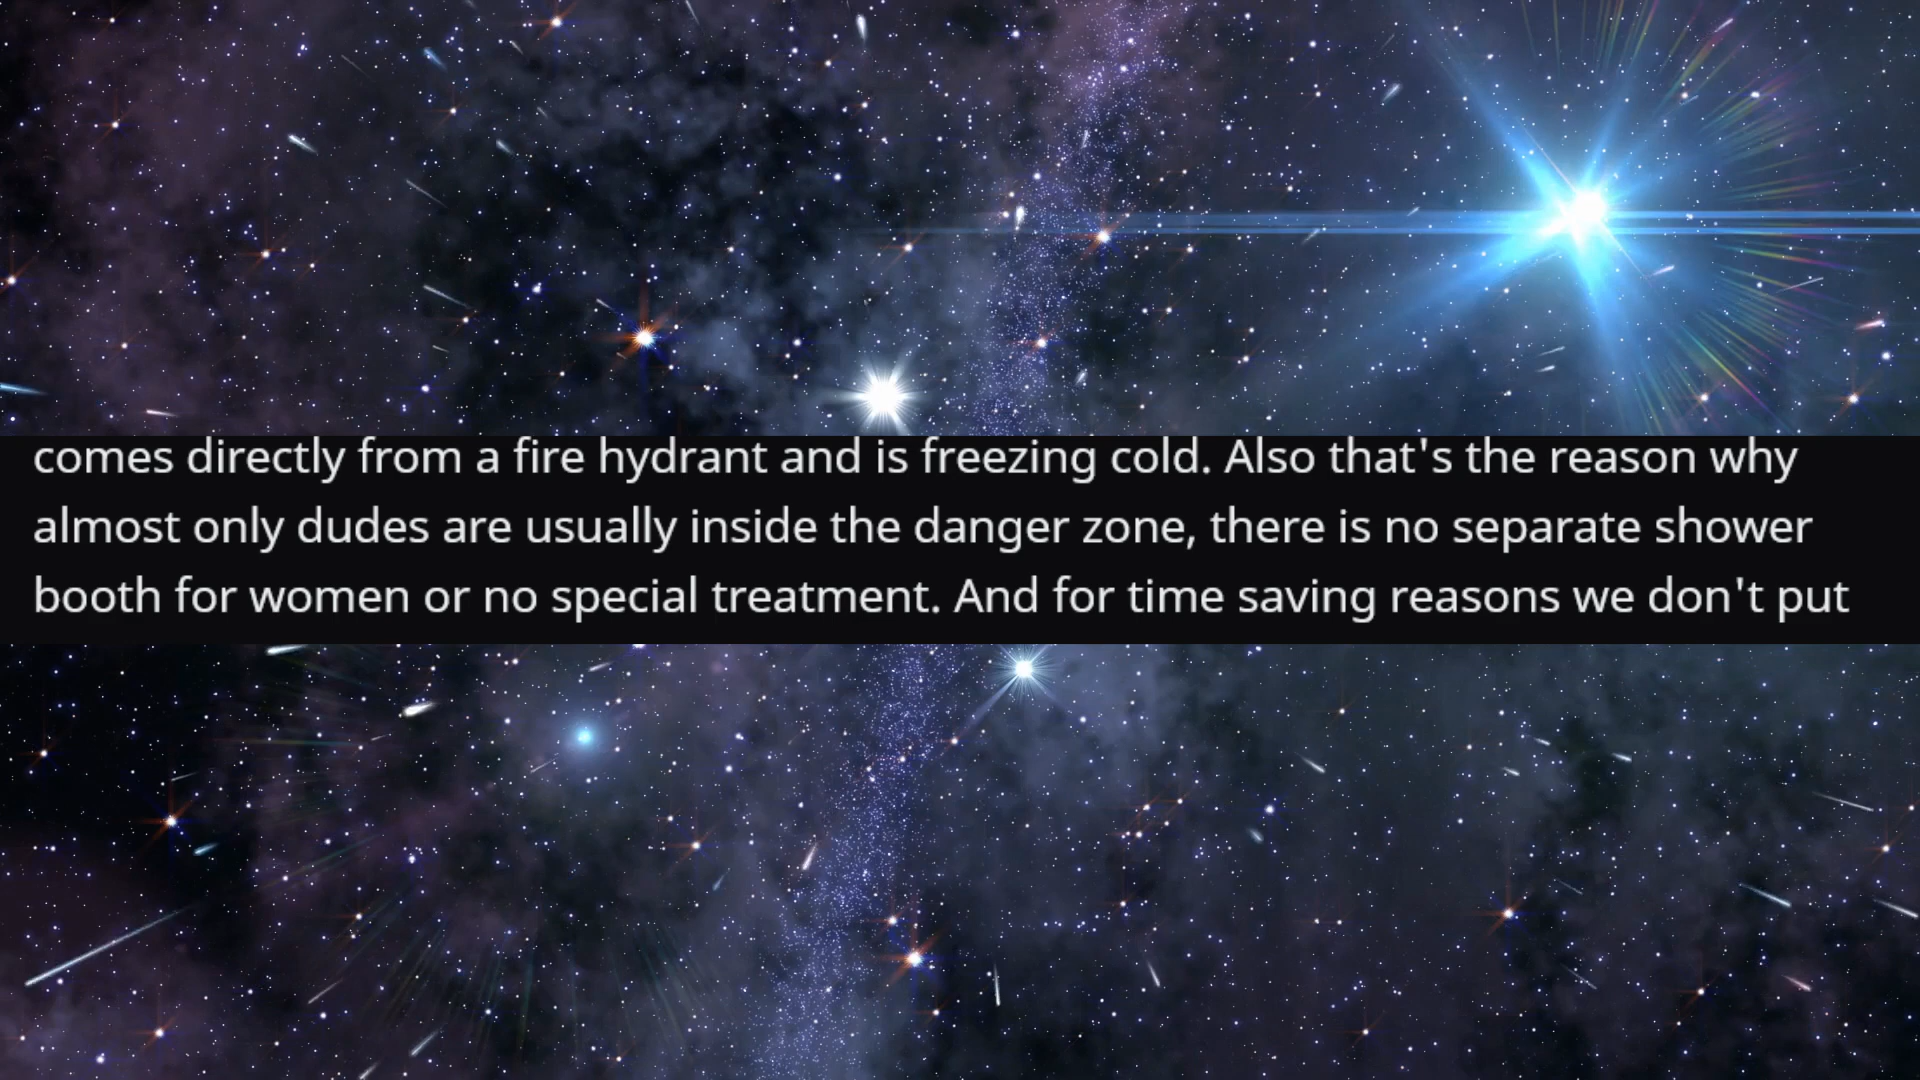 comes directly from a fire hydrant and is freezing cold. Also that's the reason why
almost only dudes are usually inside the danger zone, there is no separate shower
booth for women or no special treatment. And for time saving reasons we don't put